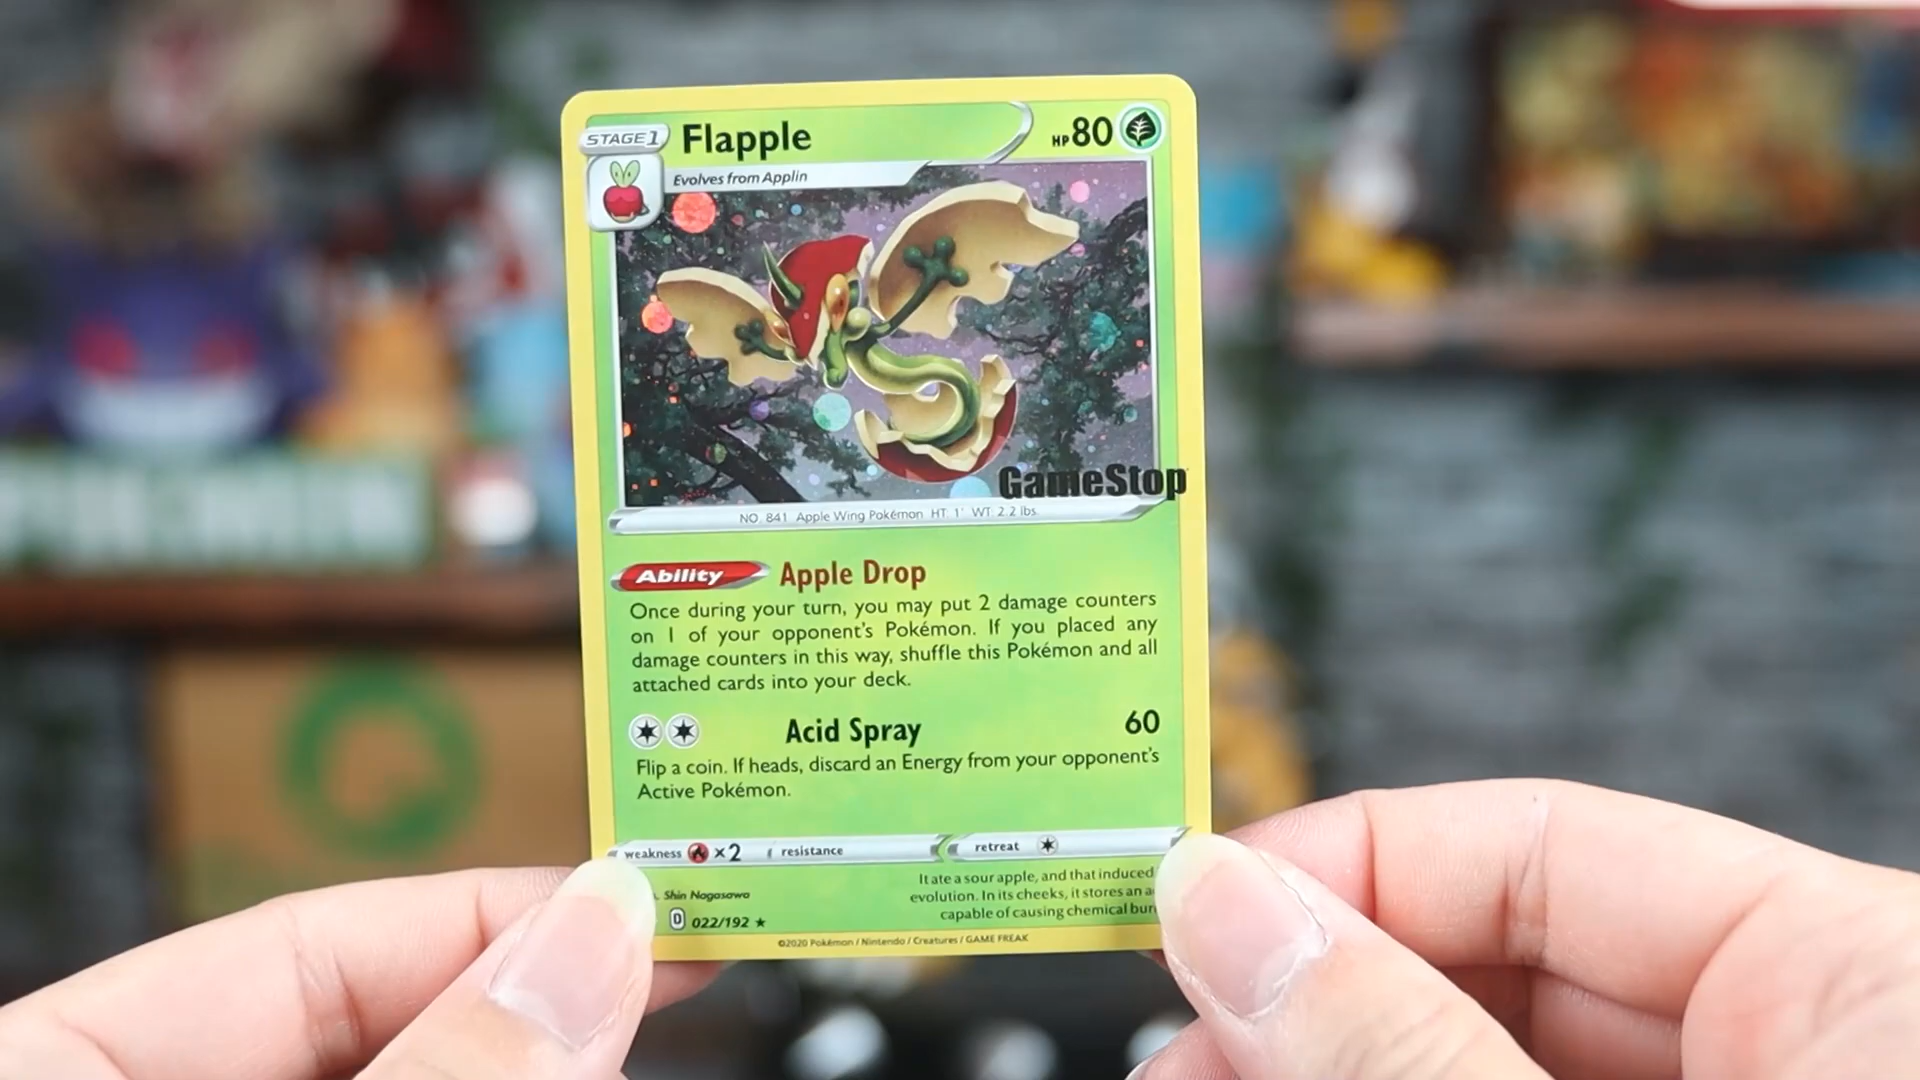 STAGE 1
Flapple
HP 80
Evolves from Applin
GameStop
NO. 841 Apple Wing Pokémon HT: 1' WT: 2.2 lbs.
Ability Apple Drop
Once during your turn, you may put 2 damage counters
on 1 of your opponent's Pokémon. If you placed any
damage counters in this way, shuffle this Pokémon and all
attached cards into your deck.
Acid Spray 60
Flip a coin. If heads, discard an Energy from your opponent's
Active Pokémon.
weakness ×2 resistance retreat
Shin Nagasawa
It ate a sour apple, and that induced
evolution. In its cheeks, it stores an
capable of causing chemical
D 022/192 ★
©2020 Pokémon / Nintendo / Creatures / GAME FREAK